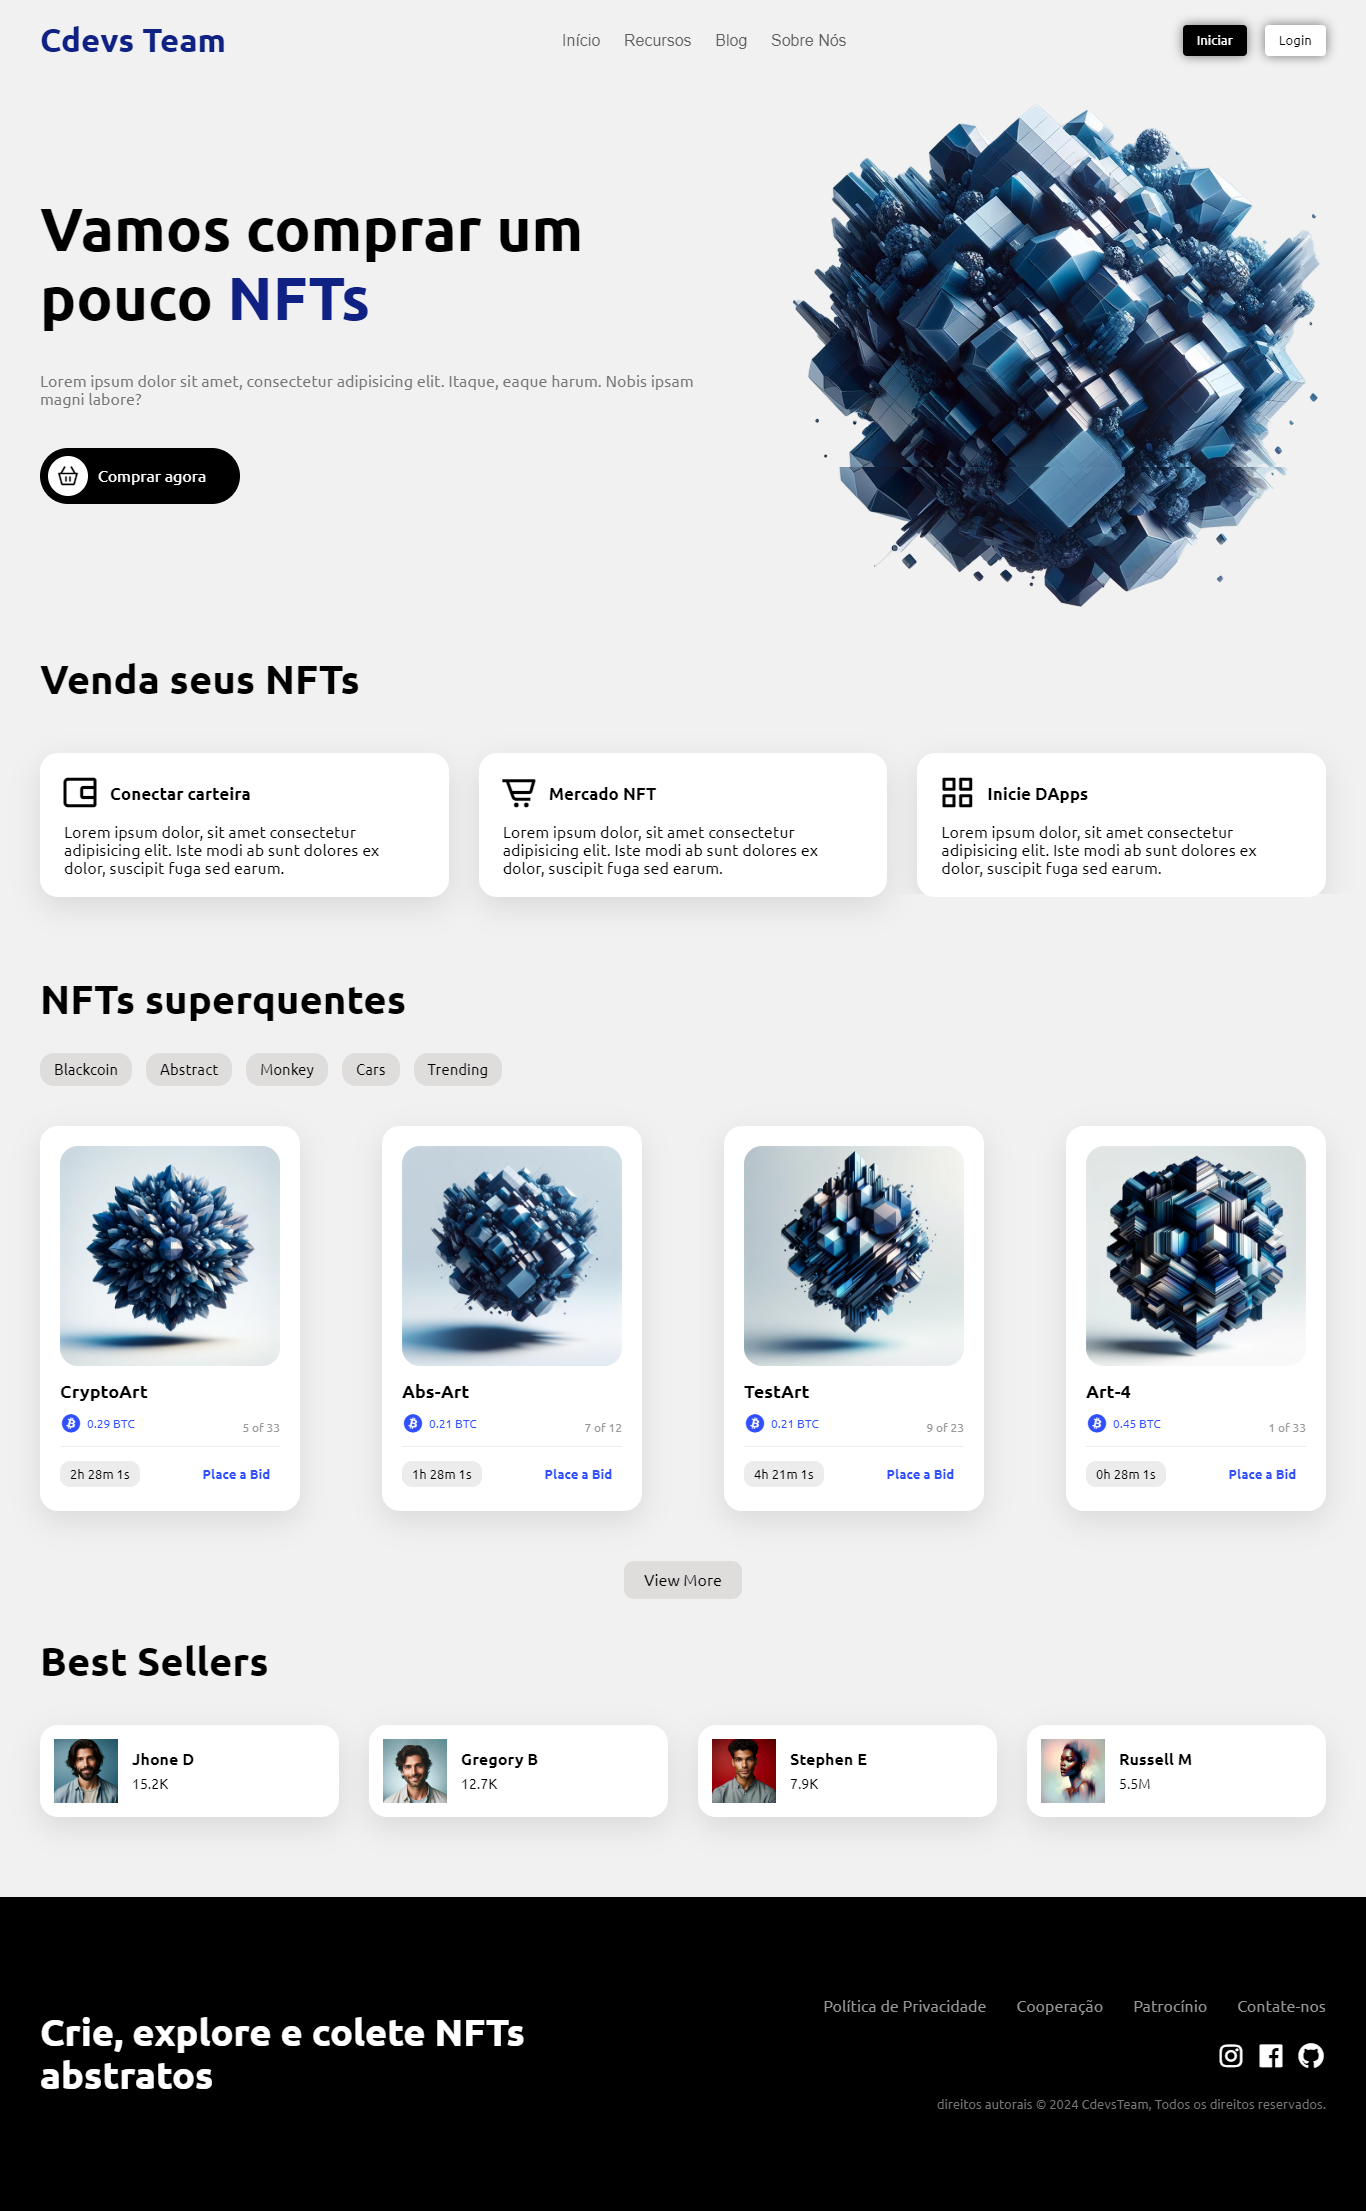 Cdevs Team
Início Recursos Blog Sobre Nós
Iniciar Login
Vamos comprar um
pouco NFTs
Lorem ipsum dolor sit amet, consectetur adipisicing elit. Itaque, eaque harum. Nobis ipsam
magni labore?
Comprar agora
Venda seus NFTs
Conectar carteira
Lorem ipsum dolor, sit amet consectetur
adipisicing elit. Iste modi ab sunt dolores ex
dolor, suscipit fuga sed earum.
Mercado NFT
Lorem ipsum dolor, sit amet consectetur
adipisicing elit. Iste modi ab sunt dolores ex
dolor, suscipit fuga sed earum.
Inicie DApps
Lorem ipsum dolor, sit amet consectetur
adipisicing elit. Iste modi ab sunt dolores ex
dolor, suscipit fuga sed earum.
NFTs superquentes
Blackcoin Abstract Monkey Cars Trending
CryptoArt
0.29 BTC 5 of 33
2h 28m 1s Place a Bid
Abs-Art
0.21 BTC 7 of 12
1h 28m 1s Place a Bid
TestArt
0.21 BTC 9 of 23
4h 21m 1s Place a Bid
Art-4
0.45 BTC 1 of 33
0h 28m 1s Place a Bid
View More
Best Sellers
Jhone D
15.2K
Gregory B
12.7K
Stephen E
7.9K
Russell M
5.5M
Crie, explore e colete NFTs
abstratos
Política de Privacidade Cooperação Patrocínio Contate-nos
direitos autorais © 2024 CdevsTeam, Todos os direitos reservados.